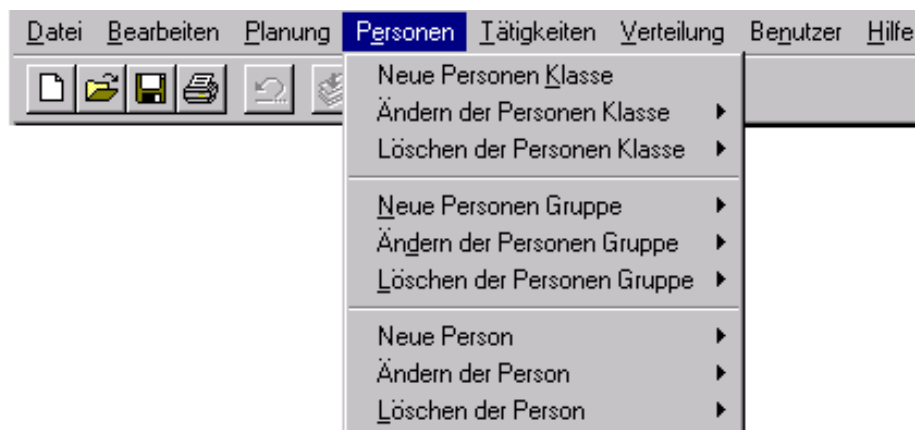 Datei Bearbeiten Planung Personen Tätigkeiten Verteilung Benutzer Hilfe
Neue Personen Klasse
Ändern der Personen Klasse
Löschen der Personen Klasse
Neue Personen Gruppe
Ändern der Personen Gruppe
Löschen der Personen Gruppe
Neue Person
Ändern der Person
Löschen der Person